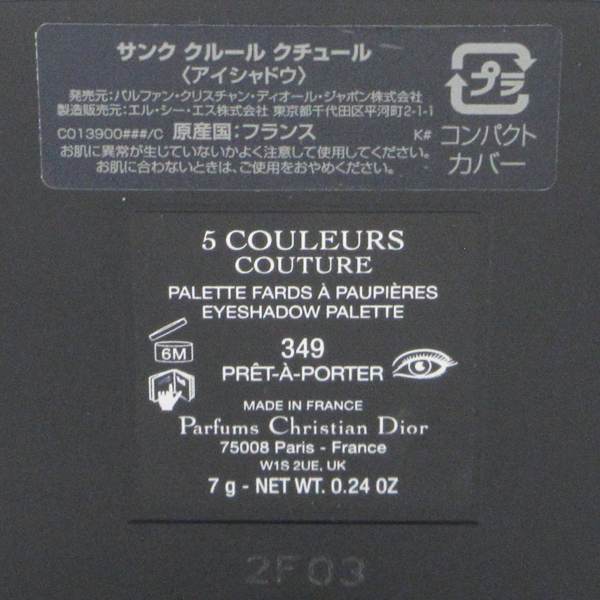 サンク クルール クチュール
〈アイシャドウ〉
発売元:パルファン・クリスチャン・ディオール・ジャポン株式会社
製造販売元:エル・シー・エス株式会社 東京都千代田区平河町2-1-1
C013900###/C 原産国:フランス K#
お肌に異常が生じていないかよく注意して使用してください。
お肌に合わないときは、ご使用をおやめください。
プラ
コンパクト
カバー
5 COULEURS
COUTURE
PALETTE FARDS À PAUPIÈRES
EYESHADOW PALETTE
6M
349
PRÊT-À-PORTER
MADE IN FRANCE
Parfums Christian Dior
75008 Paris - France
W1S 2UE, UK
7 g - NET WT. 0.24 OZ
2F03